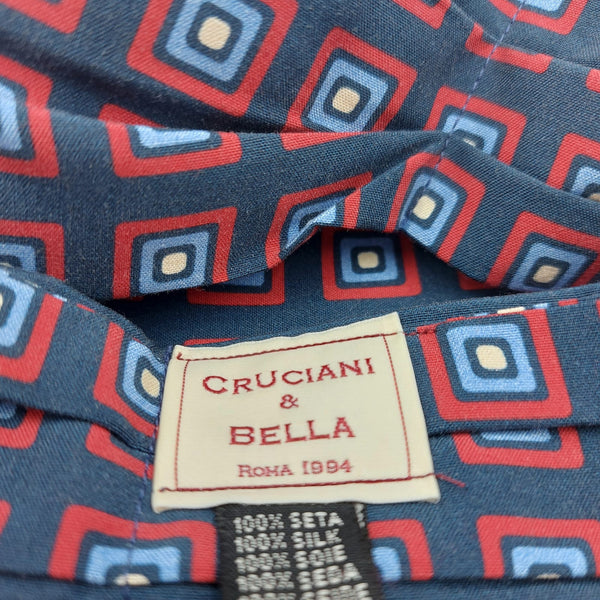 CRUCIANI
&
BELLA
ROMA 1994
100% SETA
100% SILK
100% SOIE
100% SEDA